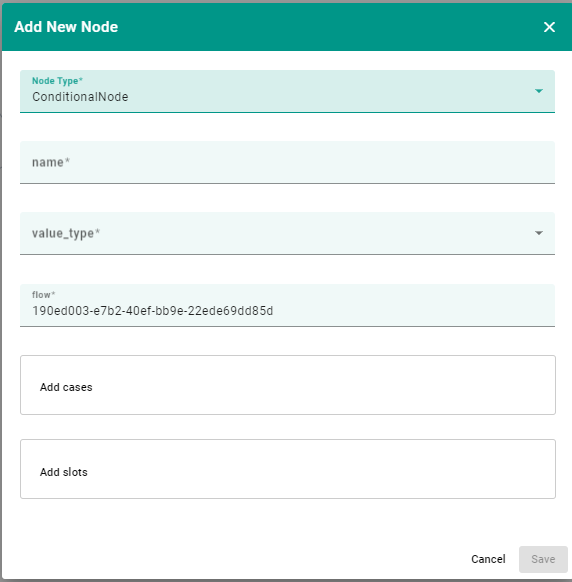 Add New Node
Node Type*
ConditionalNode
name*
value_type*
flow*
190ed003-e7b2-40ef-bb9e-22ede69dd85d
Add cases
Add slots
Cancel Save